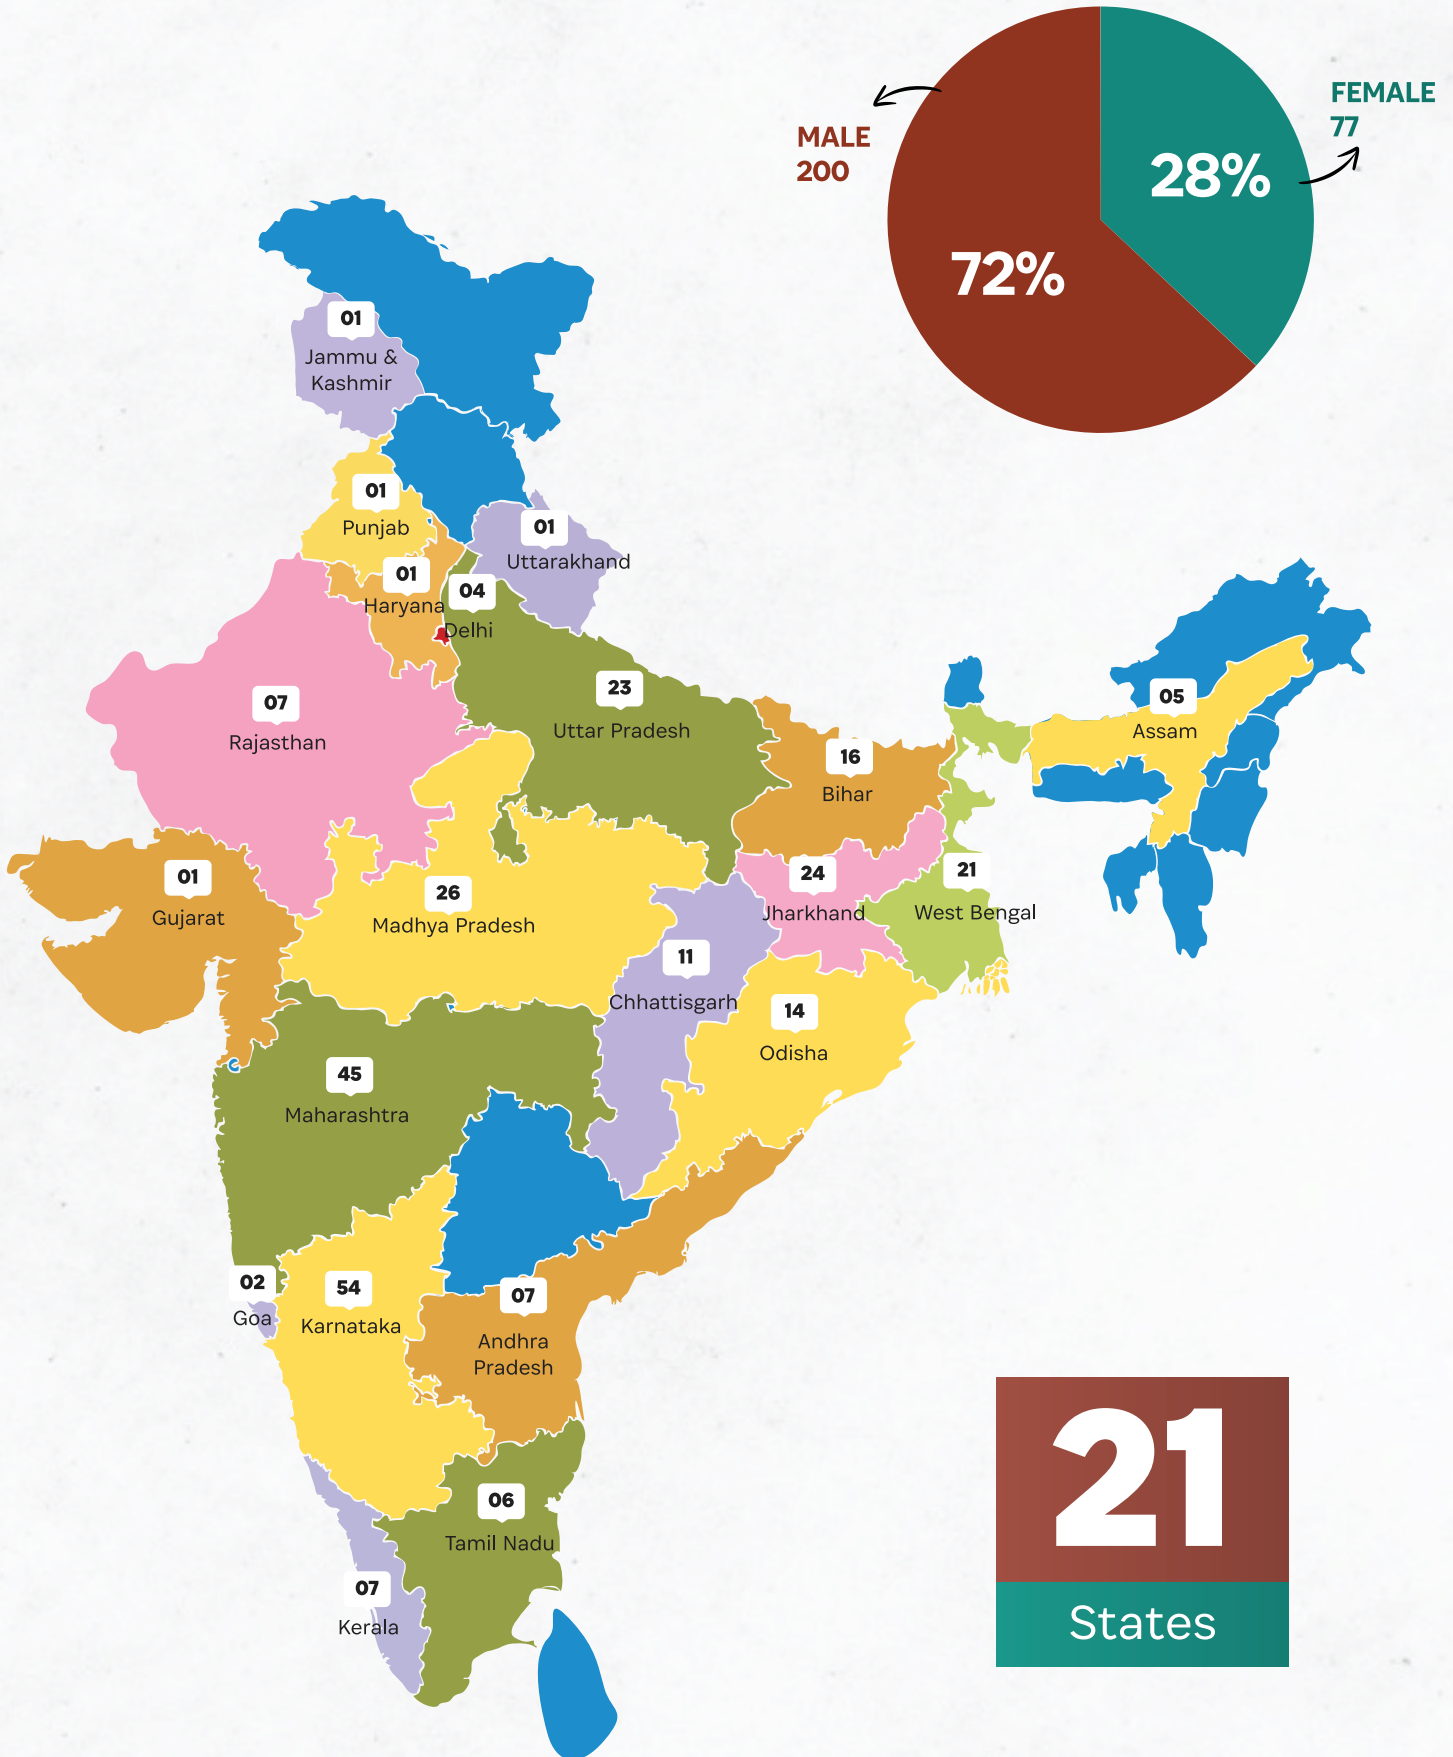 FEMALE
77
MALE
200
28%
72%
01
Jammu &
Kashmir
01
Punjab
01
Uttarakhand
01
Haryana
04
Delhi
23
Uttar Pradesh
07
Rajasthan
05
Assam
16
Bihar
01
Gujarat
26
Madhya Pradesh
24
Jharkhand
21
West Bengal
11
Chhattisgarh
14
Odisha
45
Maharashtra
02
Goa
54
Karnataka
07
Andhra
Pradesh
06
Tamil Nadu
07
Kerala
21
States